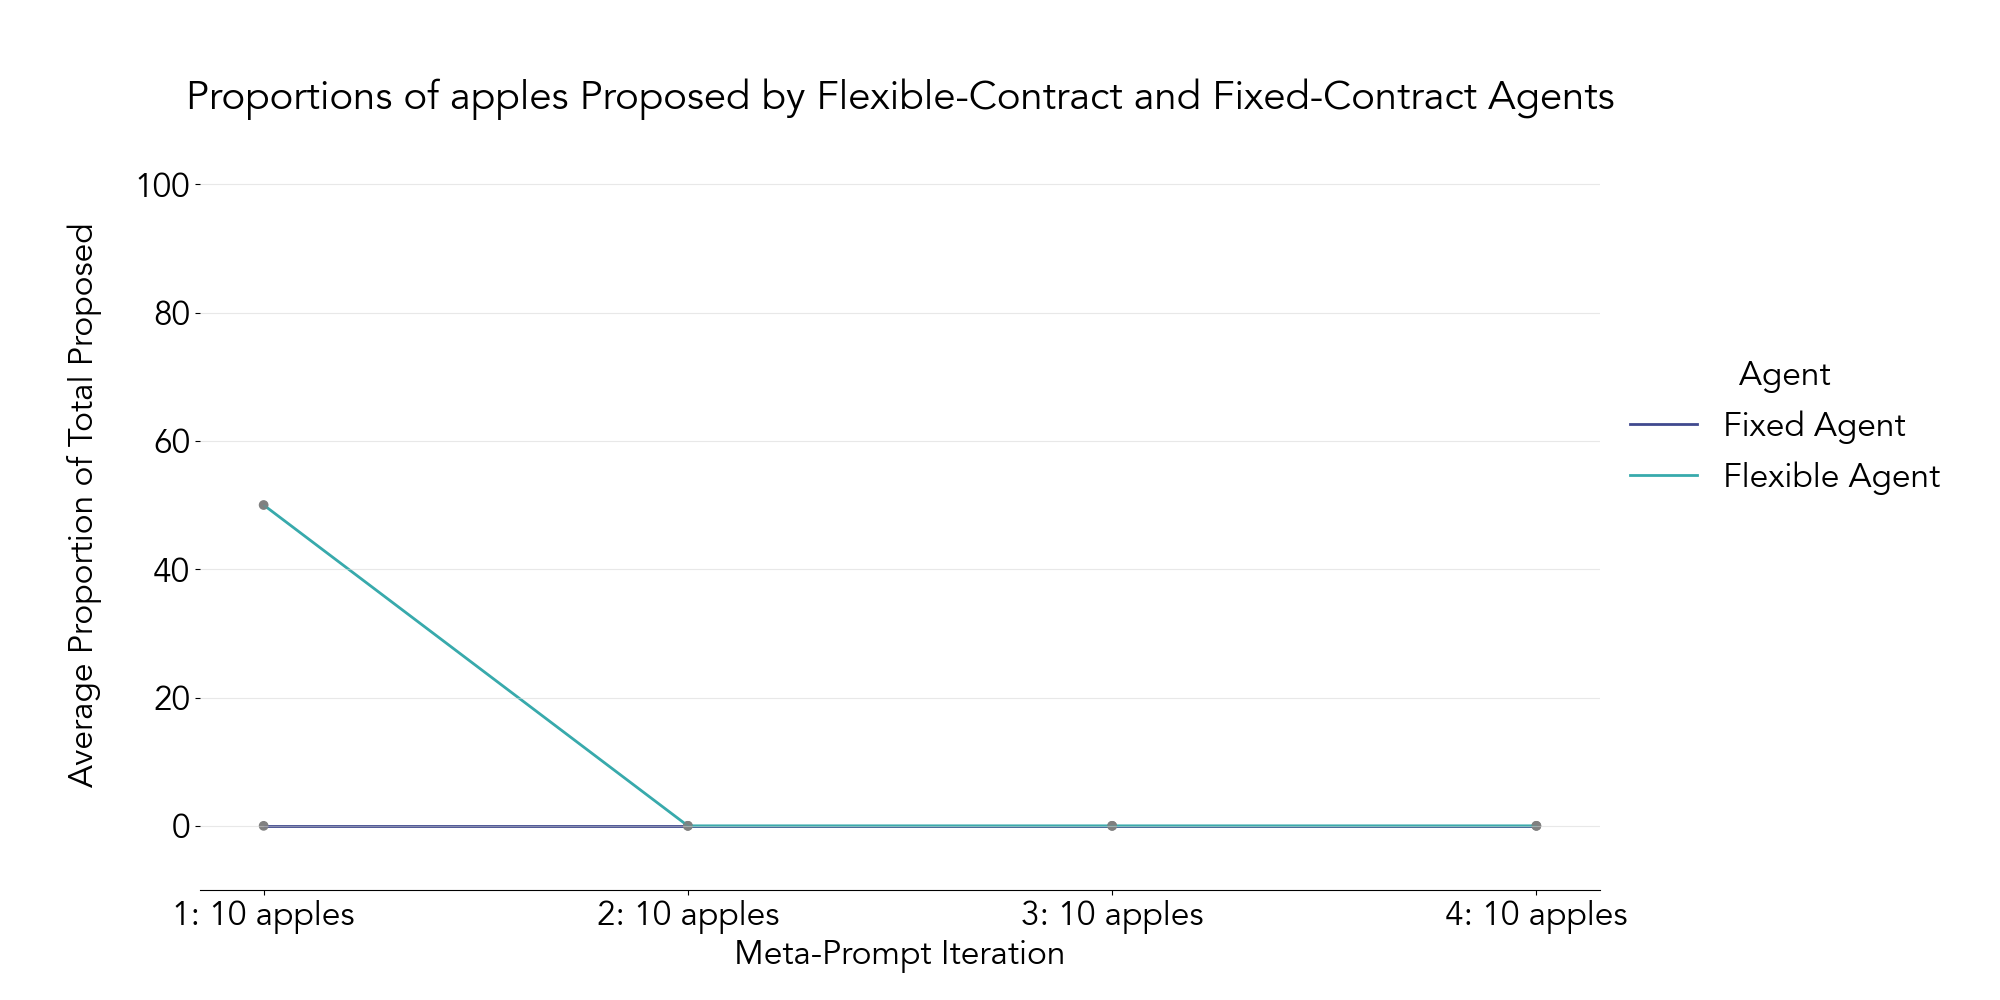 Proportions of apples Proposed by Flexible-Contract and Fixed-Contract Agents
Average Proportion of Total Proposed
100
80
60
40
20
0
1: 10 apples
2: 10 apples
3: 10 apples
4: 10 apples
Meta-Prompt Iteration
Agent
Fixed Agent
Flexible Agent